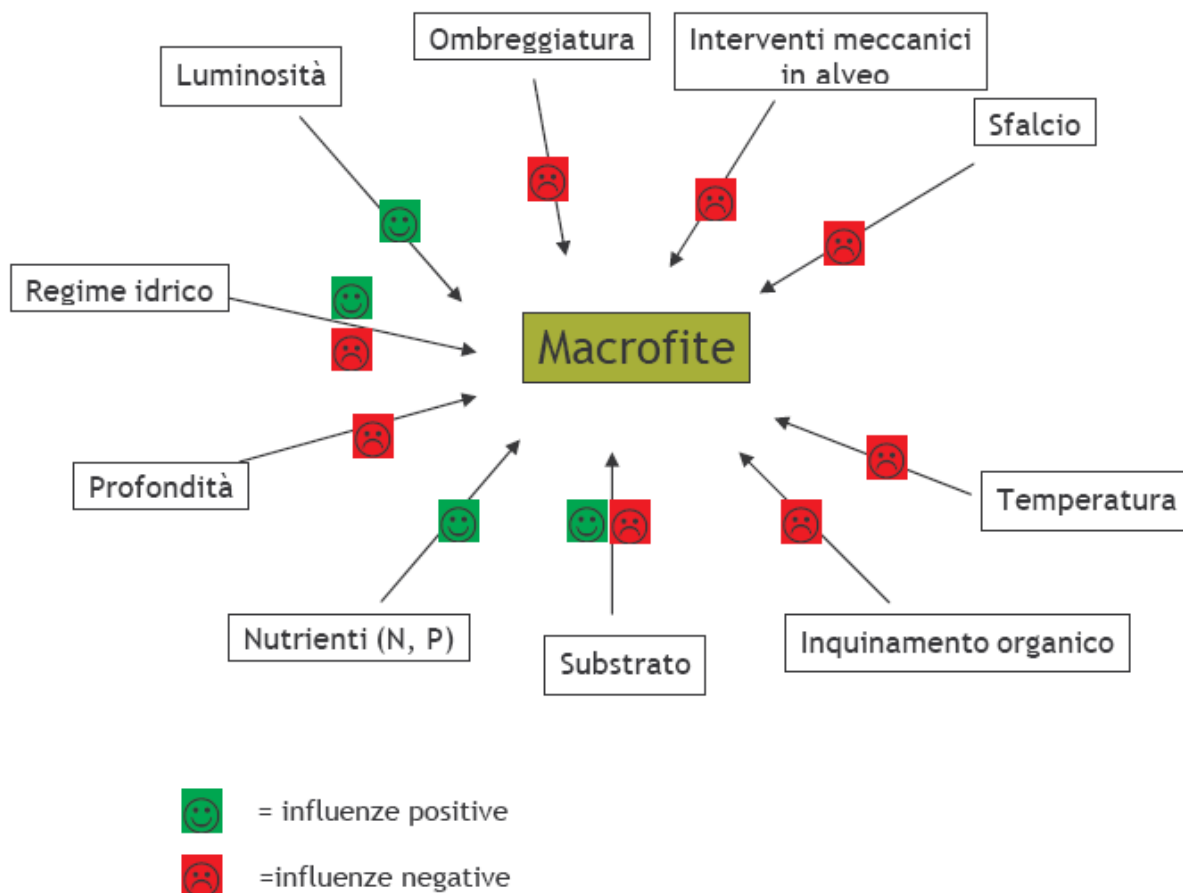 Ombreggiatura
Interventi meccanici
in alveo
Luminosità
Sfalcio
Regime idrico
Macrofite
Profondità
Temperatura
Nutrienti (N, P)
Substrato
Inquinamento organico
= influenze positive
=influenze negative